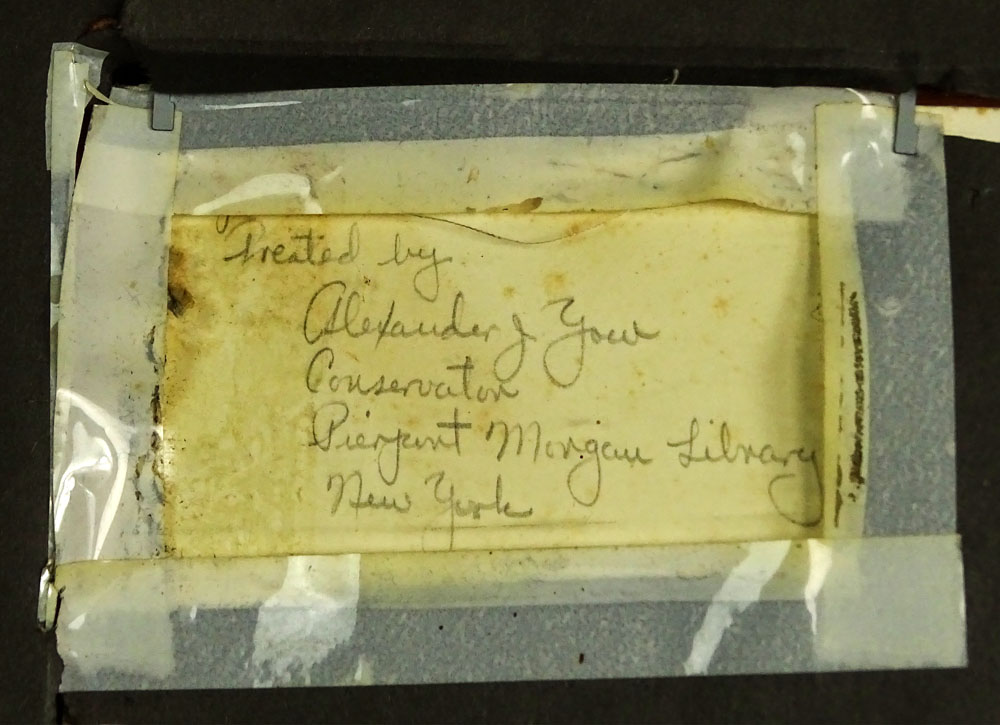 Treated by
Alexander J Yow
Conservator
Pierpont Morgan Library
New York